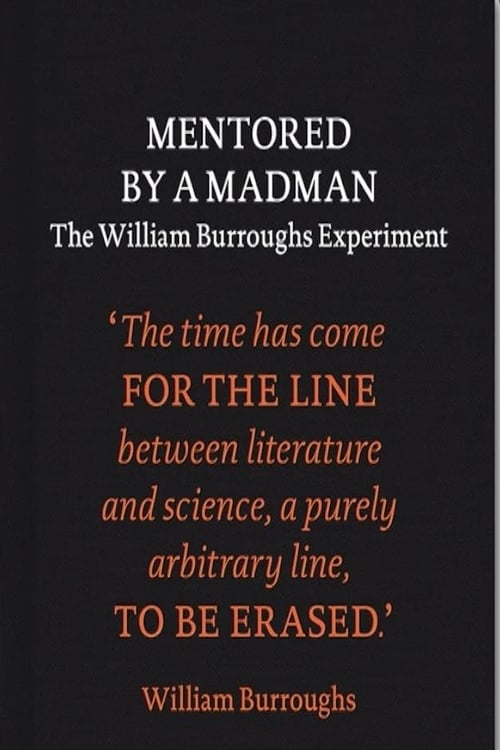 MENTORED
BY A MADMAN
The William Burroughs Experiment
‘The time has come
FOR THE LINE
between literature
and science, a purely
arbitrary line,
TO BE ERASED.’
William Burroughs